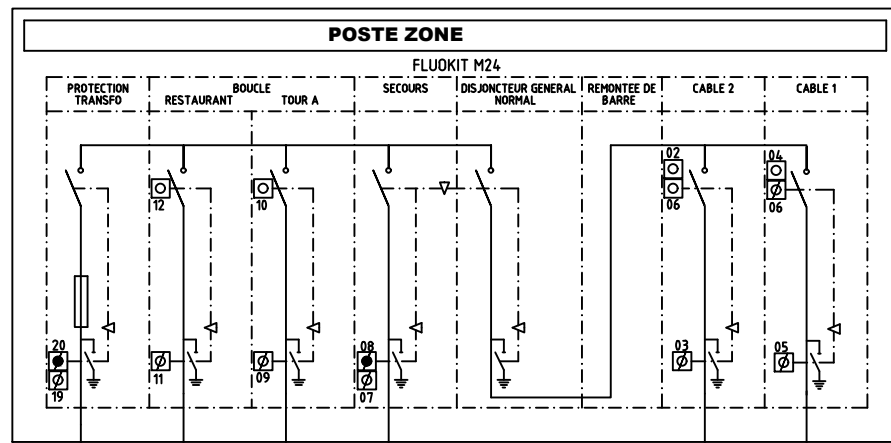 POSTE ZONE
FLUOKIT M24
PROTECTION
TRANSFO
BOUCLE
RESTAURANT
TOUR A
SECOURS
DISJONCTEUR GENERAL
NORMAL
REMONTEE DE
BARRE
CABLE 2
CABLE 1
12
10
02
06
04
06
20
19
11
09
08
07
03
05